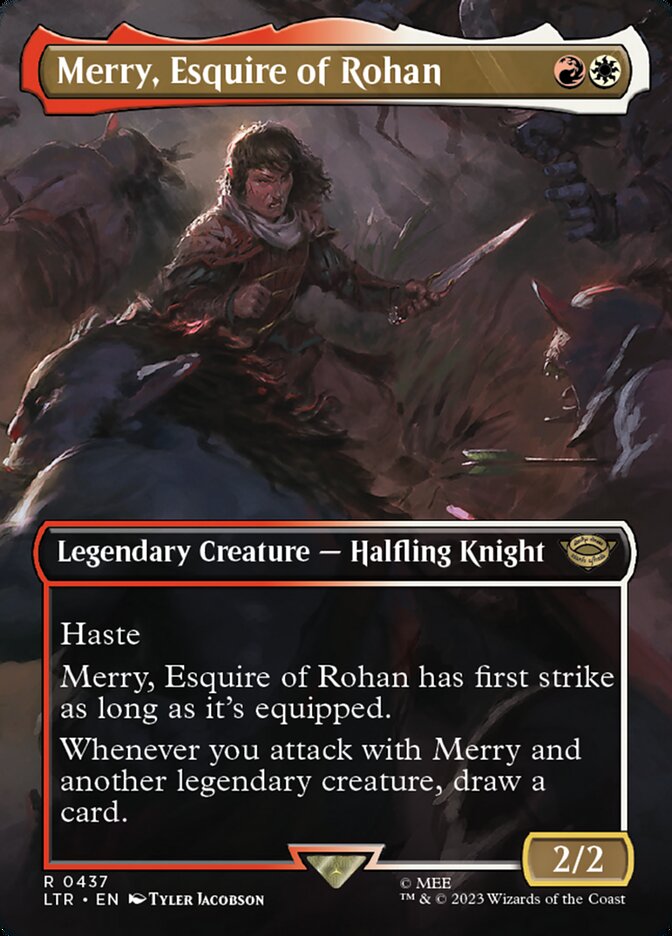 Merry, Esquire of Rohan
Legendary Creature — Halfling Knight
Haste
Merry, Esquire of Rohan has first strike
as long as it's equipped.
Whenever you attack with Merry and
another legendary creature, draw a
card.
2/2
R 0437
LTR • EN Tyler Jacobson
© MEE
™ & © 2023 Wizards of the Coast